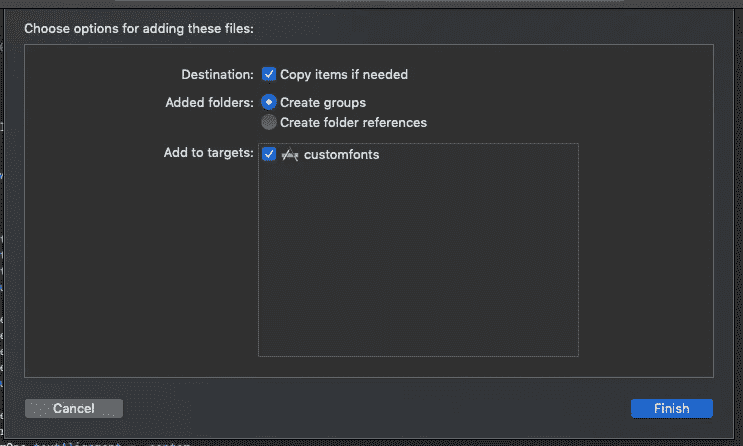 Choose options for adding these files:
Destination: Copy items if needed
Added folders: Create groups
Create folder references
Add to targets: customfonts
Cancel Finish